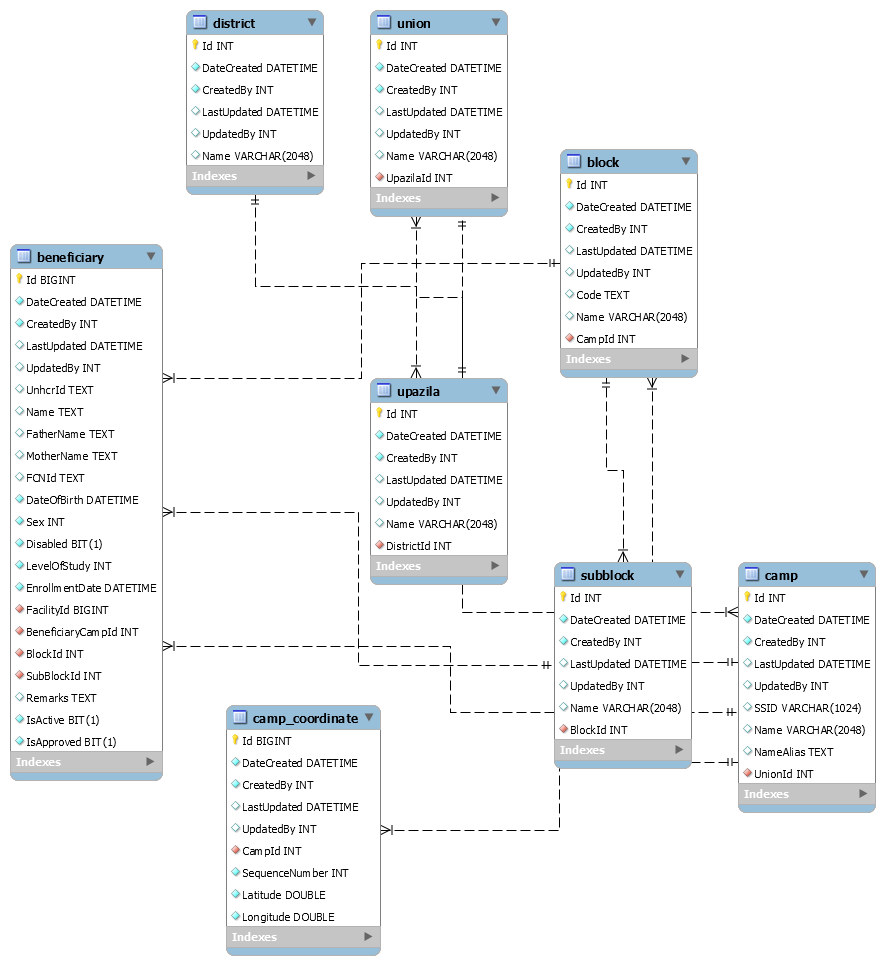 district
Id INT
DateCreated DATETIME
CreatedBy INT
LastUpdated DATETIME
UpdatedBy INT
Name VARCHAR(2048)
Indexes
union
Id INT
DateCreated DATETIME
CreatedBy INT
LastUpdated DATETIME
UpdatedBy INT
Name VARCHAR(2048)
UpazilaId INT
Indexes
block
Id INT
DateCreated DATETIME
CreatedBy INT
LastUpdated DATETIME
UpdatedBy INT
Code TEXT
Name VARCHAR(2048)
CampId INT
Indexes
beneficiary
Id BIGINT
DateCreated DATETIME
CreatedBy INT
LastUpdated DATETIME
UpdatedBy INT
UnhcrId TEXT
Name TEXT
FatherName TEXT
MotherName TEXT
FCNId TEXT
DateOfBirth DATETIME
Sex INT
Disabled BIT(1)
LevelOfStudy INT
EnrollmentDate DATETIME
FacilityId BIGINT
BeneficiaryCampId INT
BlockId INT
SubBlockId INT
Remarks TEXT
IsActive BIT(1)
IsApproved BIT(1)
Indexes
upazila
Id INT
DateCreated DATETIME
CreatedBy INT
LastUpdated DATETIME
UpdatedBy INT
Name VARCHAR(2048)
DistrictId INT
Indexes
subblock
Id INT
DateCreated DATETIME
CreatedBy INT
LastUpdated DATETIME
UpdatedBy INT
Name VARCHAR(2048)
BlockId INT
Indexes
camp
Id INT
DateCreated DATETIME
CreatedBy INT
LastUpdated DATETIME
UpdatedBy INT
SSID VARCHAR(1024)
Name VARCHAR(2048)
NameAlias TEXT
UnionId INT
Indexes
camp_coordinate
Id BIGINT
DateCreated DATETIME
CreatedBy INT
LastUpdated DATETIME
UpdatedBy INT
CampId INT
SequenceNumber INT
Latitude DOUBLE
Longitude DOUBLE
Indexes